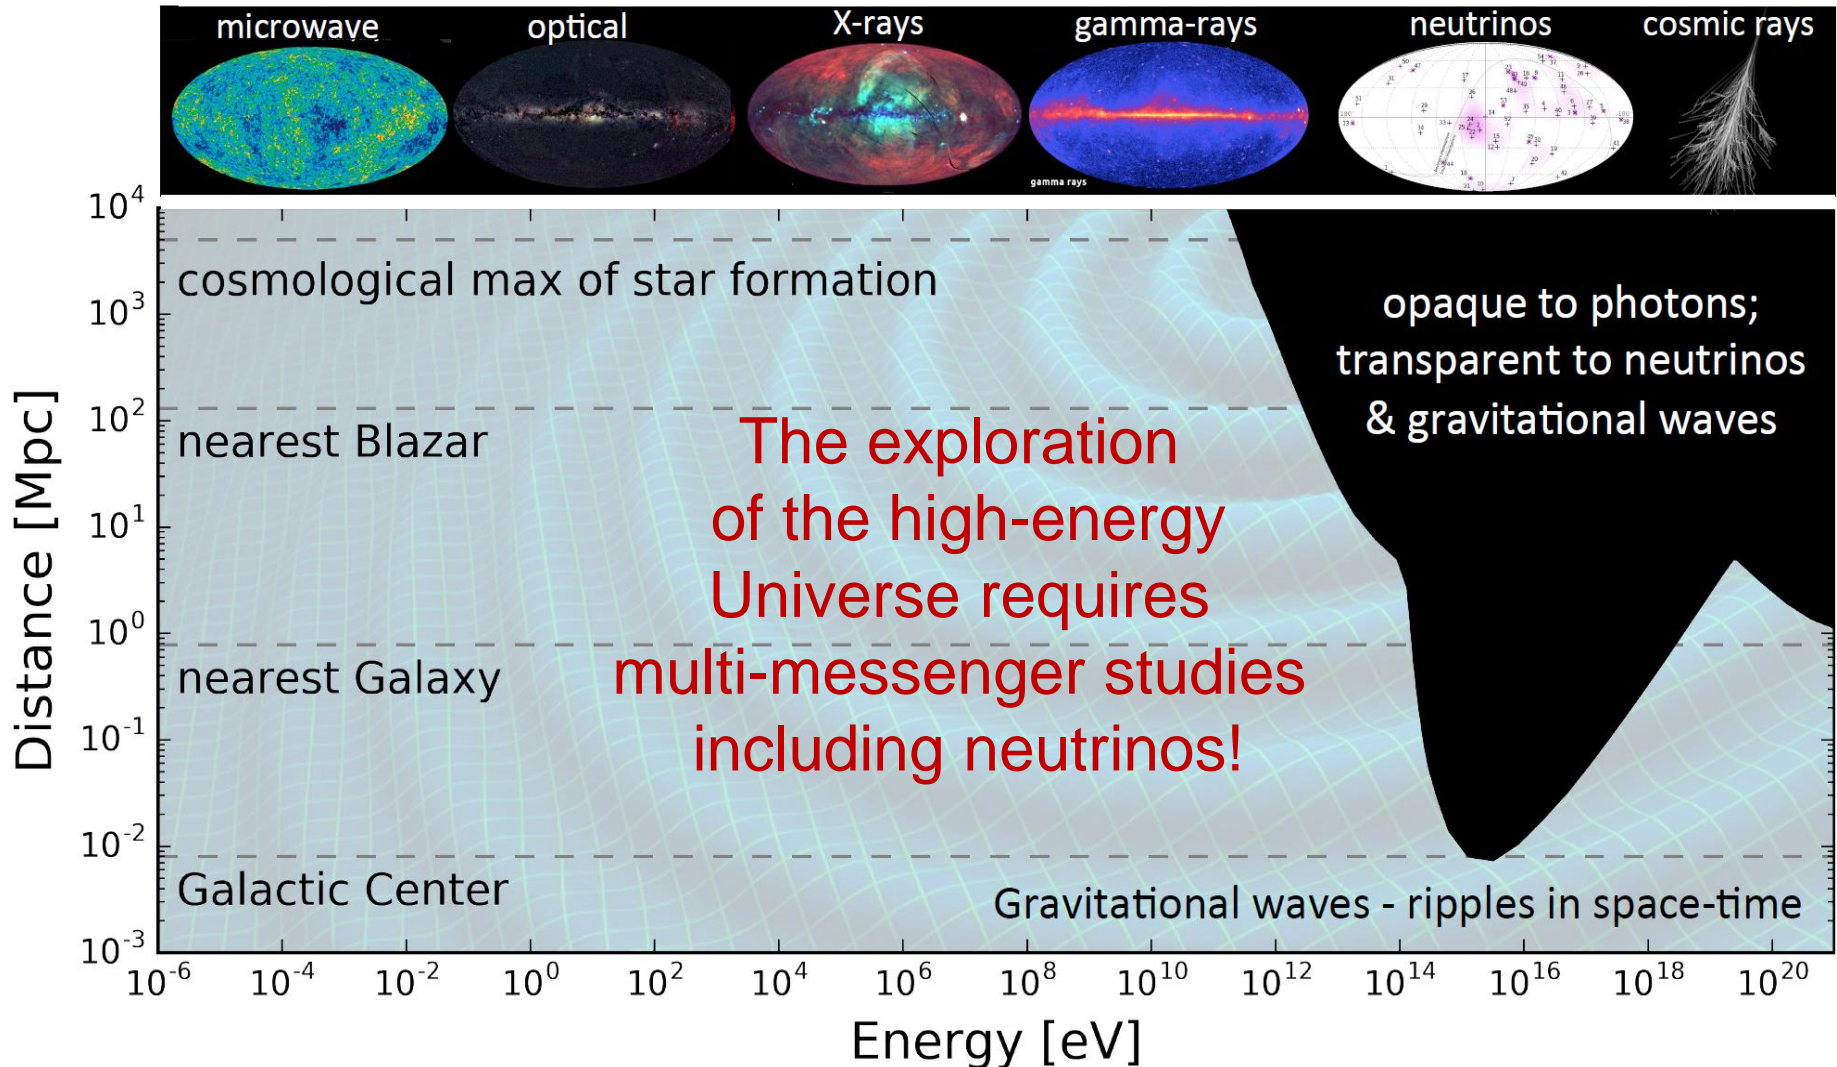 microwave optical X-rays gamma-rays neutrinos cosmic rays
gamma rays
10^4
cosmological max of star formation
10^3
opaque to photons;
transparent to neutrinos
& gravitational waves
10^2
nearest Blazar
The exploration
of the high-energy
Universe requires
multi-messenger studies
including neutrinos!
10^1
10^0
nearest Galaxy
10^-1
10^-2
Galactic Center
Gravitational waves - ripples in space-time
10^-3
Distance [Mpc]
10^-6 10^-4 10^-2 10^0 10^2 10^4 10^6 10^8 10^10 10^12 10^14 10^16 10^18 10^20
Energy [eV]